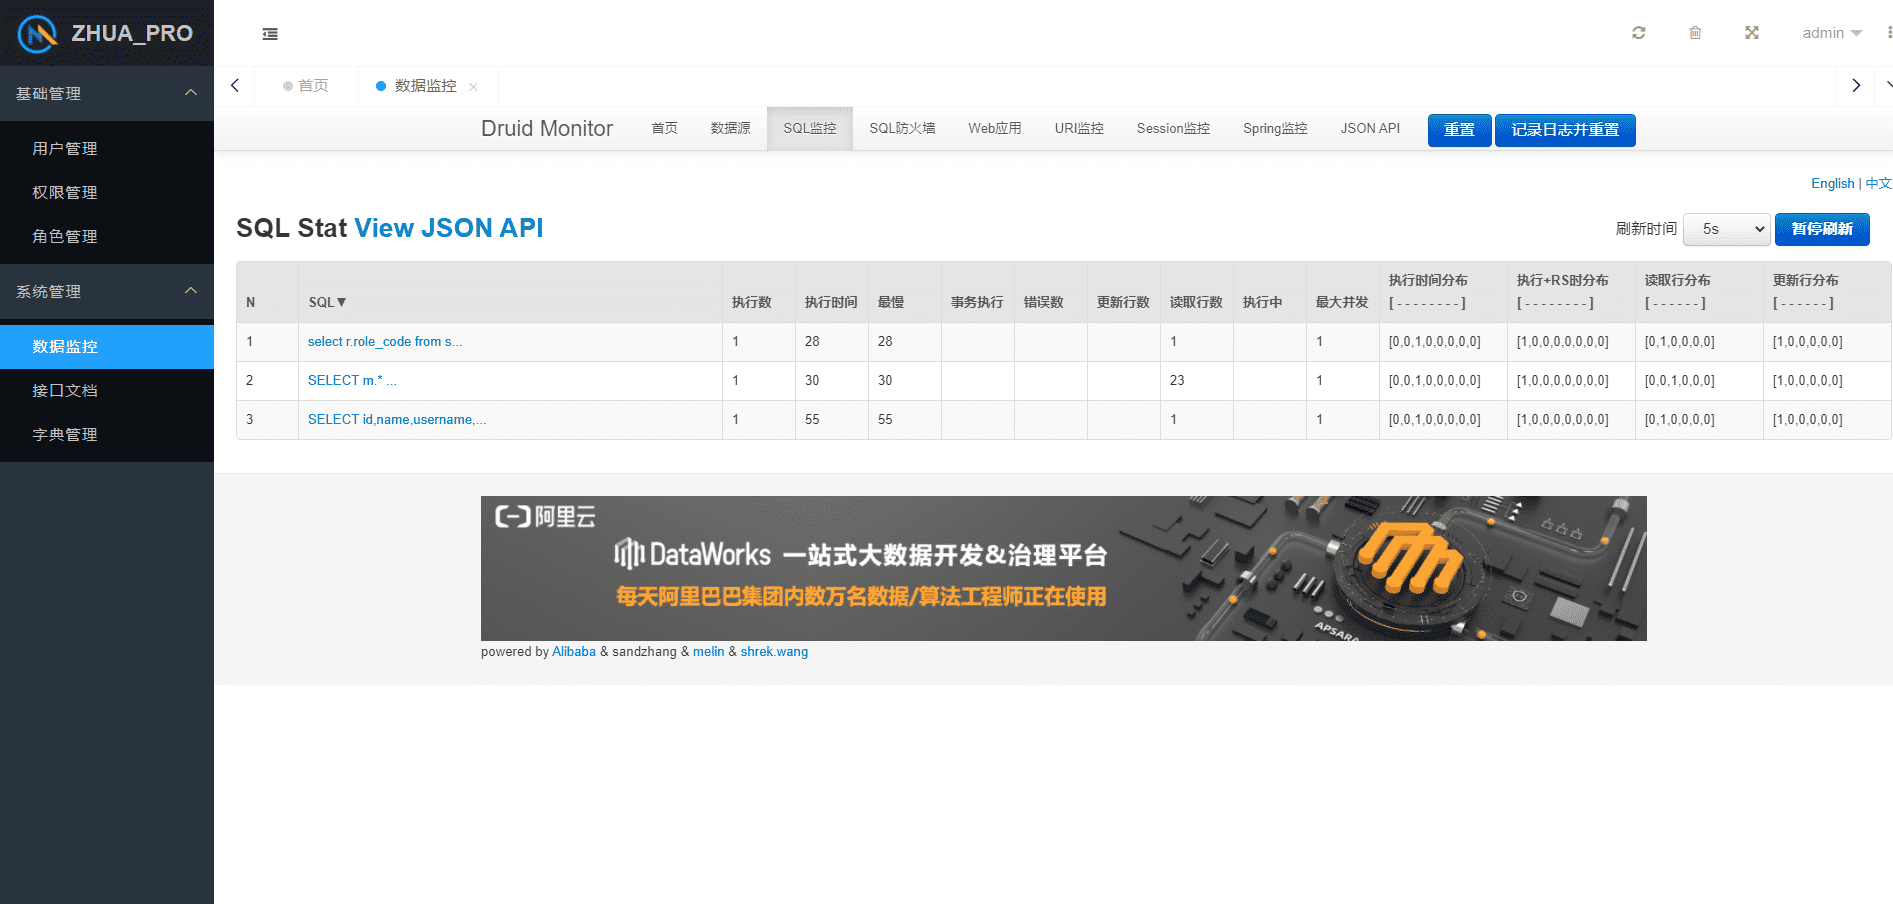 ZHUA_PRO
admin
基础管理
用户管理
权限管理
角色管理
系统管理
数据监控
接口文档
字典管理
首页
数据监控
Druid Monitor 首页 数据源 SQL监控 SQL防火墙 Web应用 URI监控 Session监控 Spring监控 JSON API 重置 记录日志并重置
English | 中文
SQL Stat View JSON API
刷新时间 5s 暂停刷新
N SQL▼ 执行数 执行时间 最慢 事务执行 错误数 更新行数 读取行数 执行中 最大并发 执行时间分布 [ - - - - - - - - ] 执行+RS时分布 [ - - - - - - - - ] 读取行分布 [ - - - - - - ] 更新行分布 [ - - - - - - ]
1 select r.role_code from s... 1 28 28 1 1 [0,0,1,0,0,0,0,0] [1,0,0,0,0,0,0,0] [0,1,0,0,0,0] [1,0,0,0,0,0]
2 SELECT m.* ... 1 30 30 23 1 [0,0,1,0,0,0,0,0] [1,0,0,0,0,0,0,0] [0,0,1,0,0,0] [1,0,0,0,0,0]
3 SELECT id,name,username,... 1 55 55 1 1 [0,0,1,0,0,0,0,0] [1,0,0,0,0,0,0,0] [0,1,0,0,0,0] [1,0,0,0,0,0]
阿里云
DataWorks 一站式大数据开发&治理平台
每天阿里巴巴集团内数万名数据/算法工程师正在使用
APSARA
powered by Alibaba & sandzhang & melin & shrek.wang